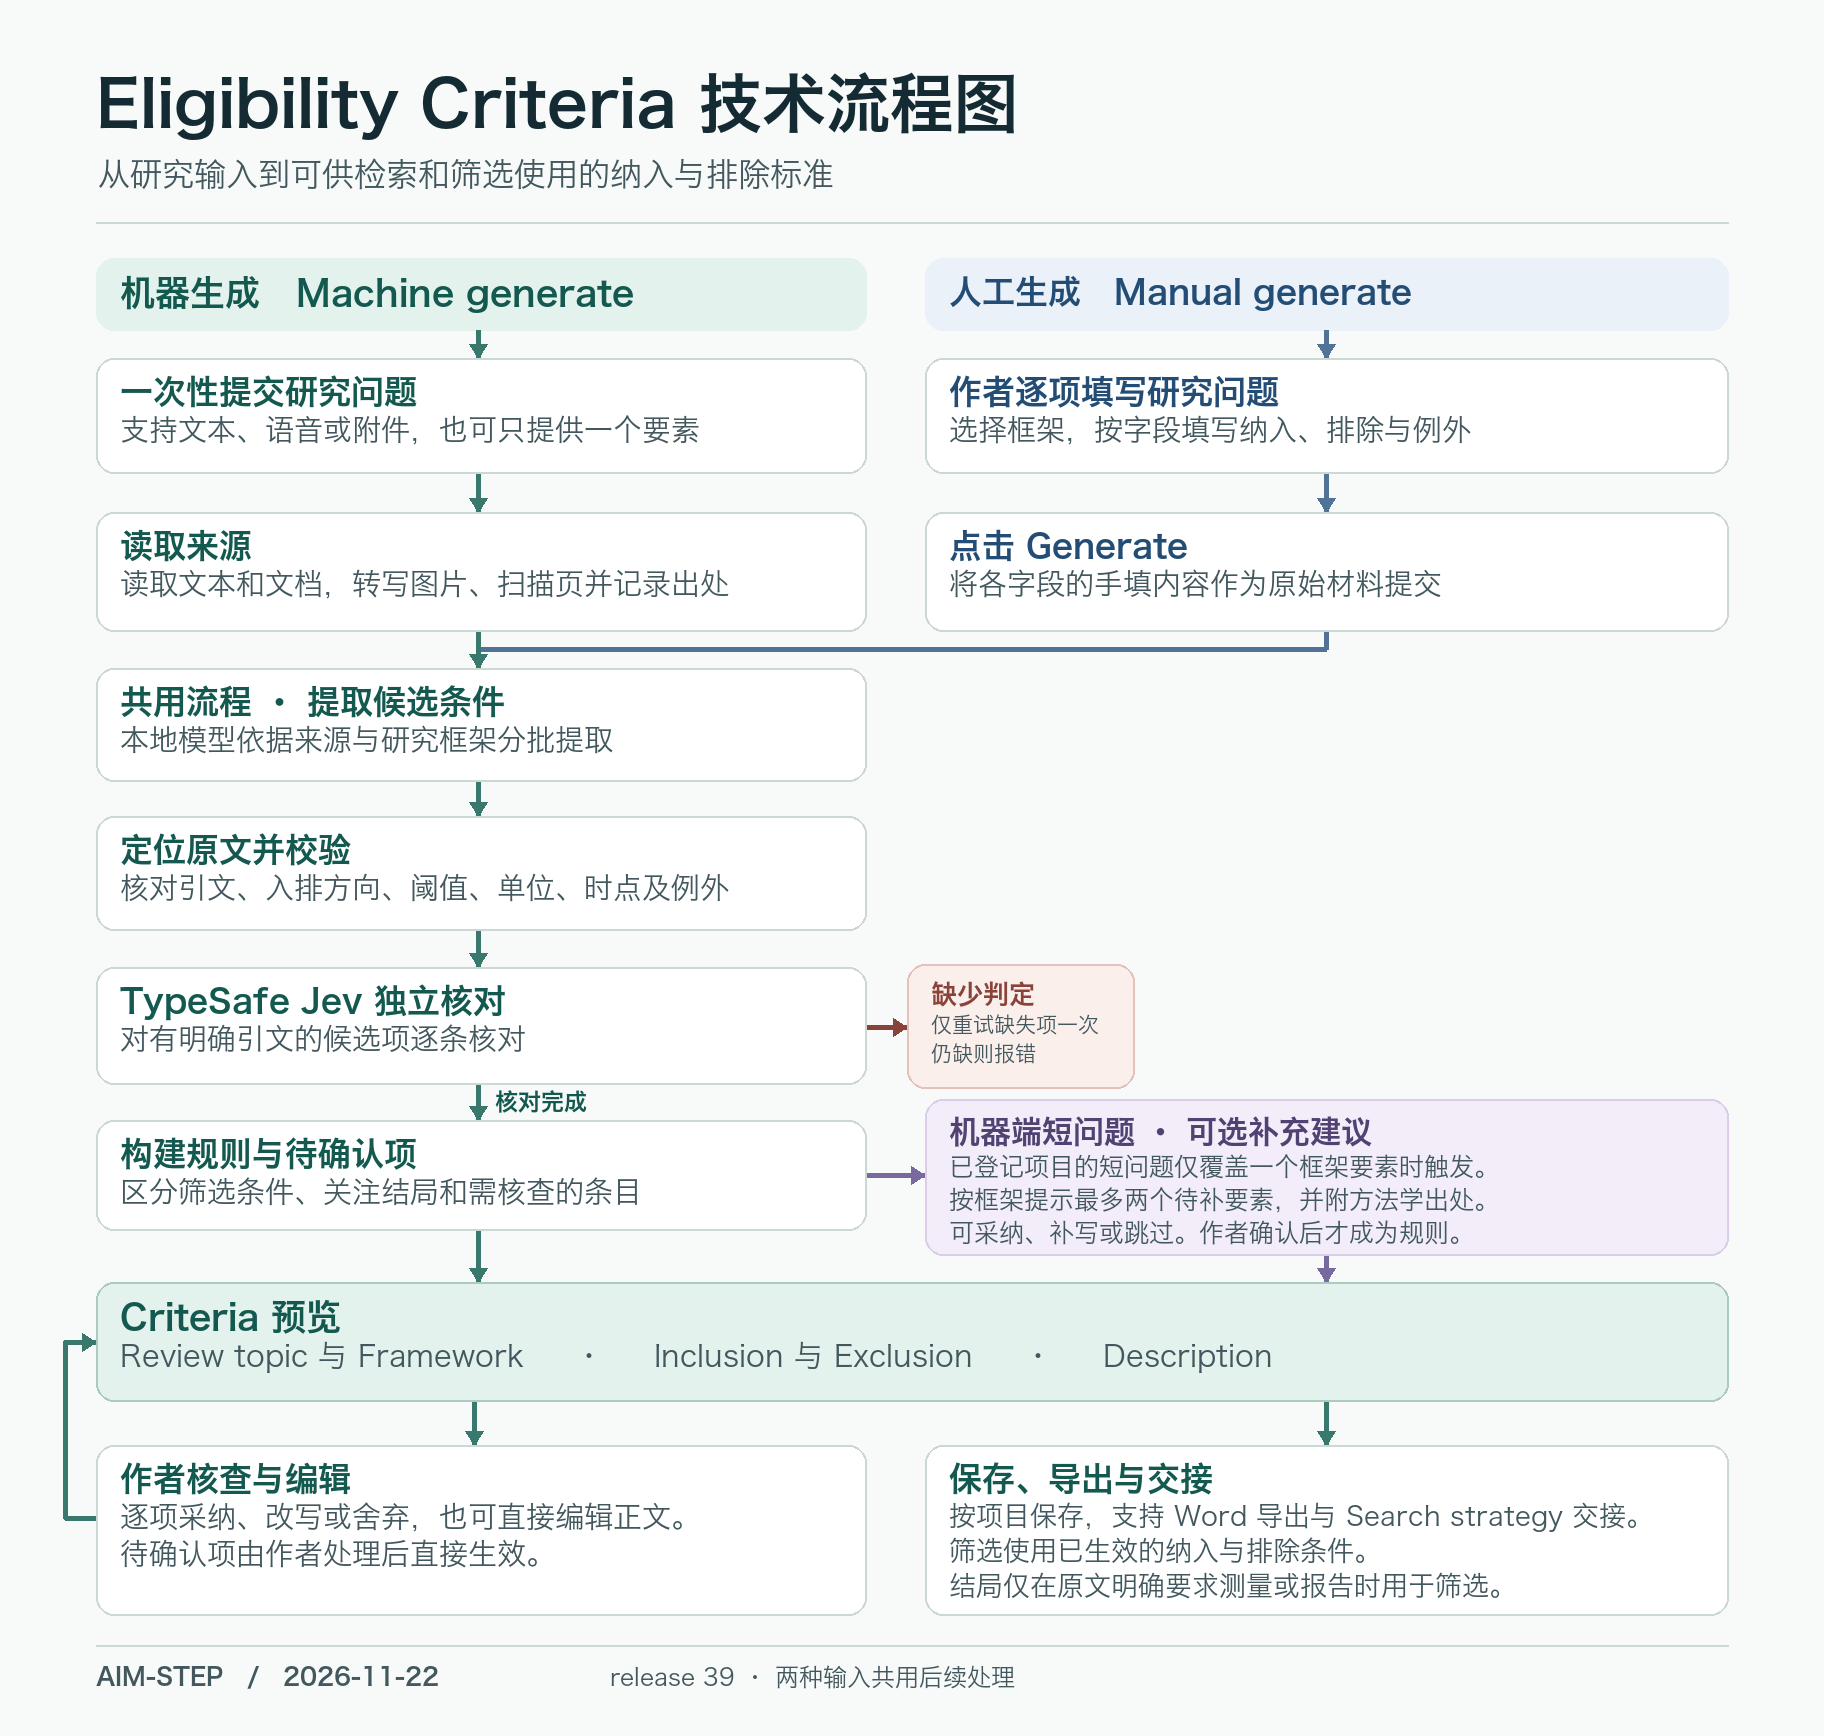 Eligibility Criteria 技术流程图
从研究输入到可供检索和筛选使用的纳入与排除标准
机器生成 Machine generate
人工生成 Manual generate
一次性提交研究问题
支持文本、语音或附件，也可只提供一个要素
作者逐项填写研究问题
选择框架，按字段填写纳入、排除与例外
读取来源
读取文本和文档，转写图片、扫描页并记录出处
点击 Generate
将各字段的手填内容作为原始材料提交
共用流程 · 提取候选条件
本地模型依据来源与研究框架分批提取
定位原文并校验
核对引文、入排方向、阈值、单位、时点及例外
TypeSafe Jev 独立核对
对有明确引文的候选项逐条核对
缺少判定
仅重试缺失项一次
仍缺则报错
核对完成
构建规则与待确认项
区分筛选条件、关注结局和需核查的条目
机器端短问题 · 可选补充建议
已登记项目的短问题仅覆盖一个框架要素时触发。
按框架提示最多两个待补要素，并附方法学出处。
可采纳、补写或跳过。作者确认后才成为规则。
Criteria 预览
Review topic 与 Framework · Inclusion 与 Exclusion · Description
作者核查与编辑
逐项采纳、改写或舍弃，也可直接编辑正文。
待确认项由作者处理后直接生效。
保存、导出与交接
按项目保存，支持 Word 导出与 Search strategy 交接。
筛选使用已生效的纳入与排除条件。
结局仅在原文明确要求测量或报告时用于筛选。
AIM-STEP / 2026-11-22
release 39 · 两种输入共用后续处理